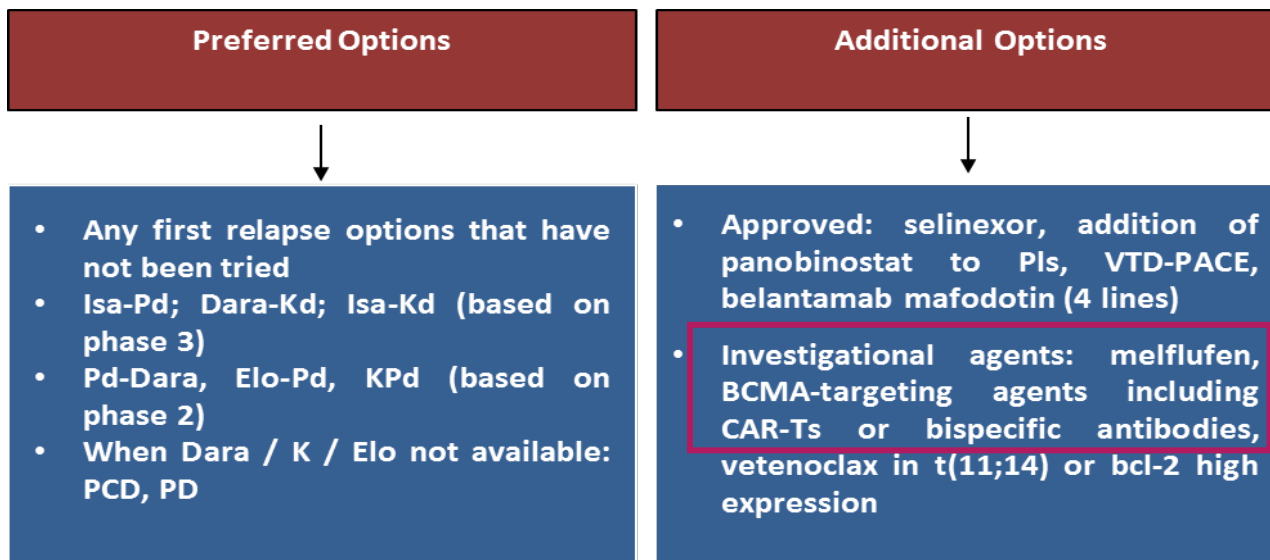 Preferred Options
• Any first relapse options that have
not been tried
• Isa-Pd; Dara-Kd; Isa-Kd (based on
phase 3)
• Pd-Dara, Elo-Pd, KPd (based on
phase 2)
• When Dara / K / Elo not available:
PCD, PD
Additional Options
• Approved: selinexor, addition of
panobinostat to PIs, VTD-PACE,
belantamab mafodotin (4 lines)
• Investigational agents: melflufen,
BCMA-targeting agents including
CAR-Ts or bispecific antibodies,
vetenoclax in t(11;14) or bcl-2 high
expression